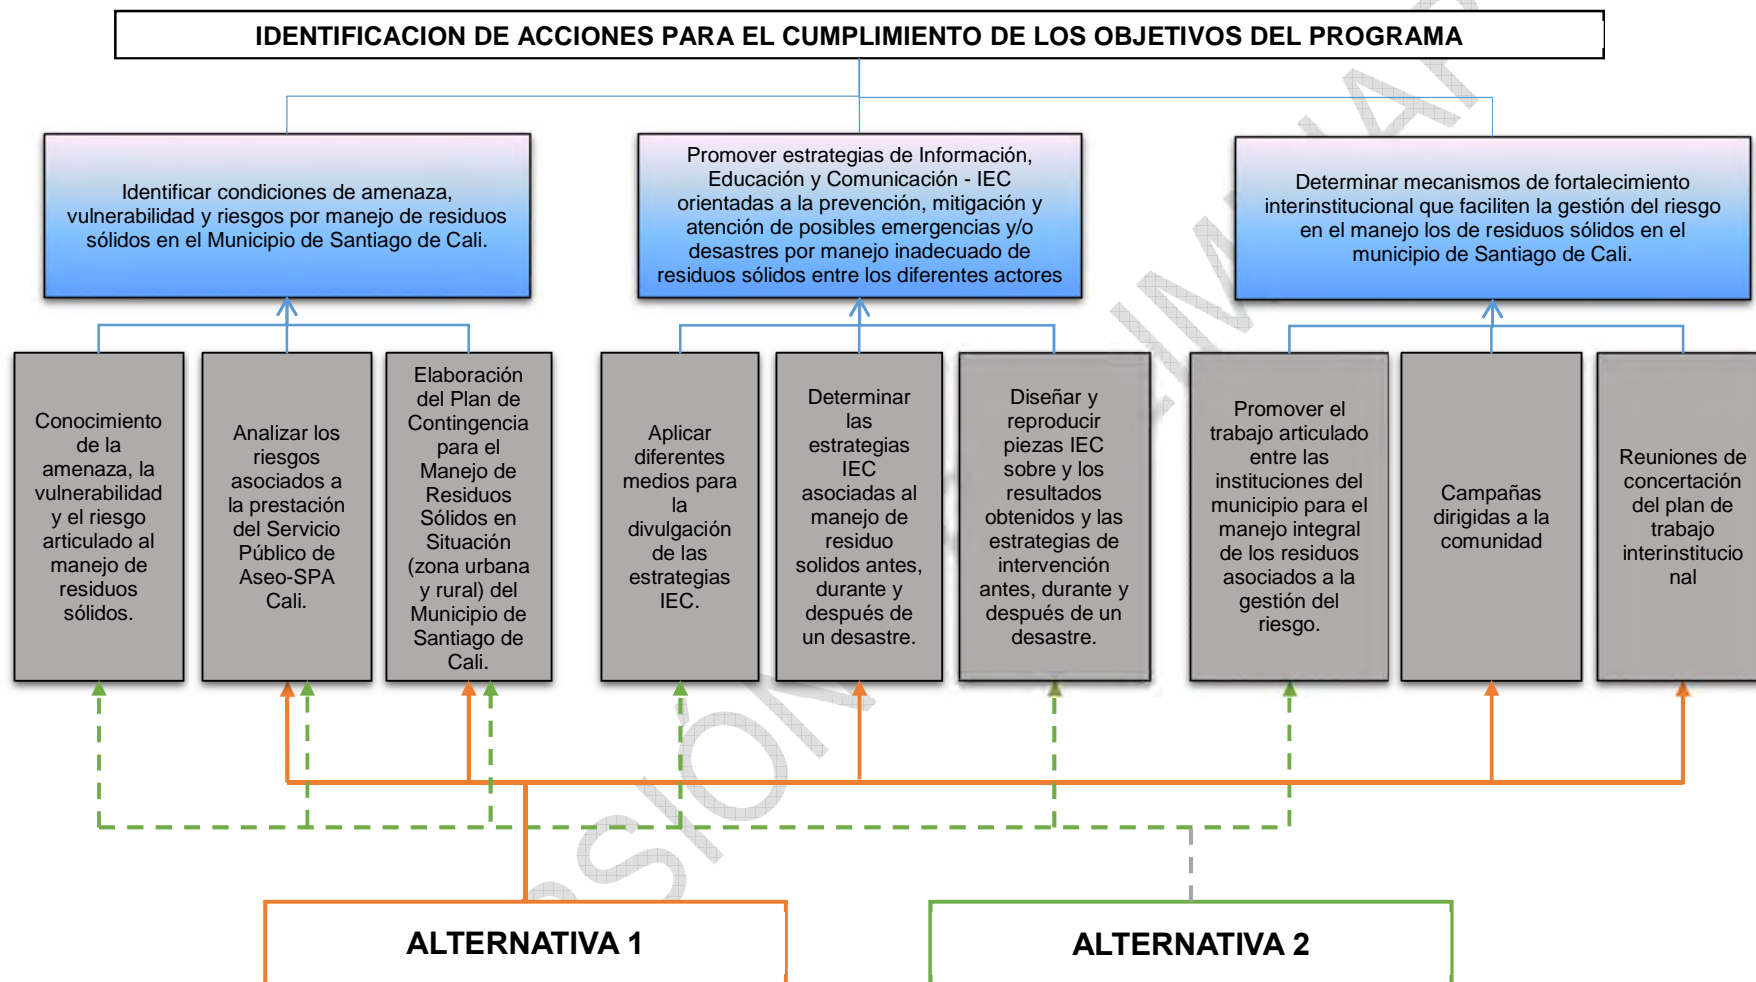 IDENTIFICACION DE ACCIONES PARA EL CUMPLIMIENTO DE LOS OBJETIVOS DEL PROGRAMA
Identificar condiciones de amenaza,
vulnerabilidad y riesgos por manejo de residuos
sólidos en el Municipio de Santiago de Cali.
Promover estrategias de Información,
Educación y Comunicación - IEC
orientadas a la prevención, mitigación y
atención de posibles emergencias y/o
desastres por manejo inadecuado de
residuos sólidos entre los diferentes actores
Determinar mecanismos de fortalecimiento
interinstitucional que faciliten la gestión del riesgo
en el manejo los de residuos sólidos en el
municipio de Santiago de Cali.
Conocimiento
de la
amenaza, la
vulnerabilidad
y el riesgo
articulado al
manejo de
residuos
sólidos.
Analizar los
riesgos
asociados a
la prestación
del Servicio
Público de
Aseo-SPA
Cali.
Elaboración
del Plan de
Contingencia
para el
Manejo de
Residuos
Sólidos en
Situación
(zona urbana
y rural) del
Municipio de
Santiago de
Cali.
Aplicar
diferentes
medios para
la
divulgación
de las
estrategias
IEC.
Determinar
las
estrategias
IEC
asociadas al
manejo de
residuo
solidos antes,
durante y
después de
un desastre.
Diseñar y
reproducir
piezas IEC
sobre y los
resultados
obtenidos y las
estrategias de
intervención
antes, durante y
después de un
desastre.
Promover el
trabajo articulado
entre las
instituciones del
municipio para el
manejo integral
de los residuos
asociados a la
gestión del
riesgo.
Campañas
dirigidas a la
comunidad
Reuniones de
concertación
del plan de
trabajo
interinstitucio
nal
ALTERNATIVA 1
ALTERNATIVA 2